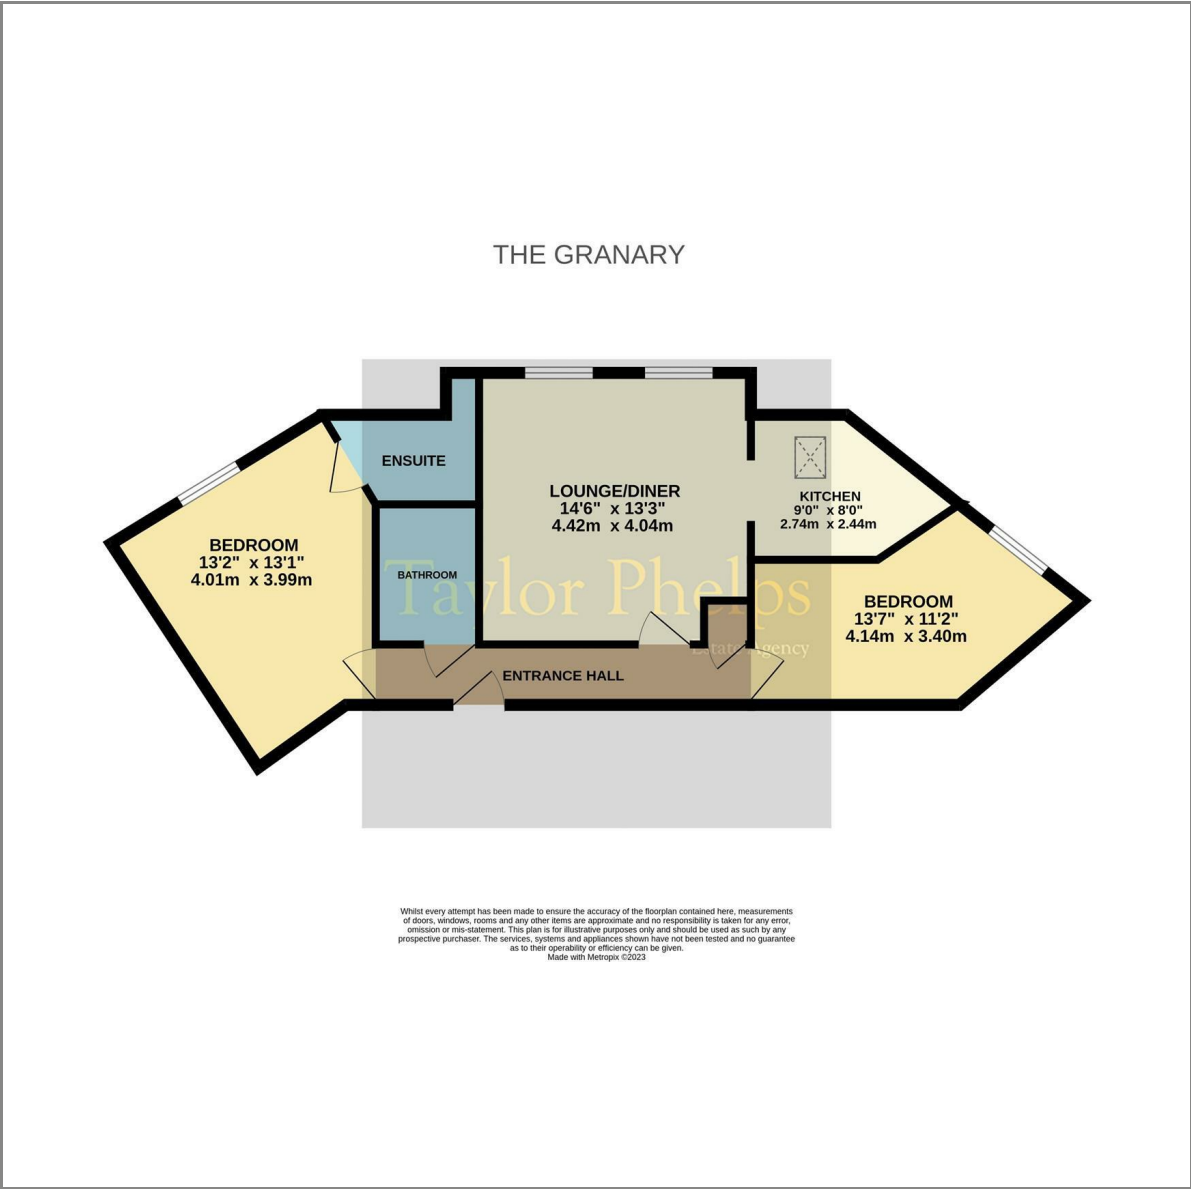 THE GRANARY
ENSUITE
LOUNGE/DINER
14'6" x 13'3"
4.42m x 4.04m
KITCHEN
9'0" x 8'0"
2.74m x 2.44m
BEDROOM
13'2" x 13'1"
4.01m x 3.99m
BATHROOM
Taylor Phelps
Estate Agency
BEDROOM
13'7" x 11'2"
4.14m x 3.40m
ENTRANCE HALL
Whilst every attempt has been made to ensure the accuracy of the floorplan contained here, measurements
of doors, windows, rooms and any other items are approximate and no responsibility is taken for any error,
omission or mis-statement. This plan is for illustrative purposes only and should be used as such by any
prospective purchaser. The services, systems and appliances shown have not been tested and no guarantee
as to their operability or efficiency can be given.
Made with Metropix ©2023